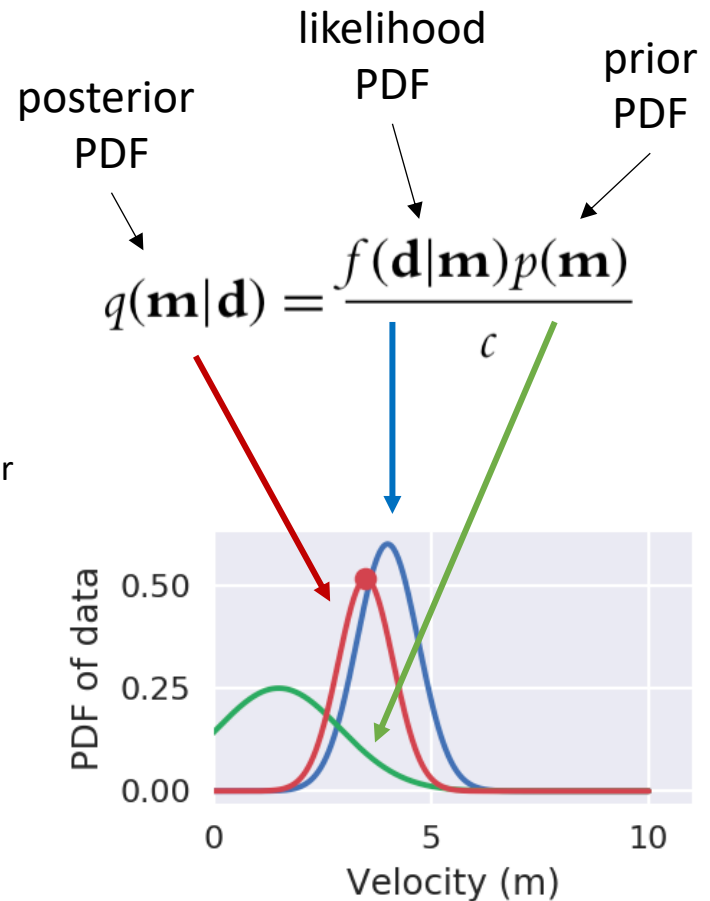 likelihood
PDF
prior
PDF
posterior
PDF
f(d|m)p(m)
q(m|d) =
c
r
PDF of data
0.50
0.25
0.00
0
5
10
Velocity (m)